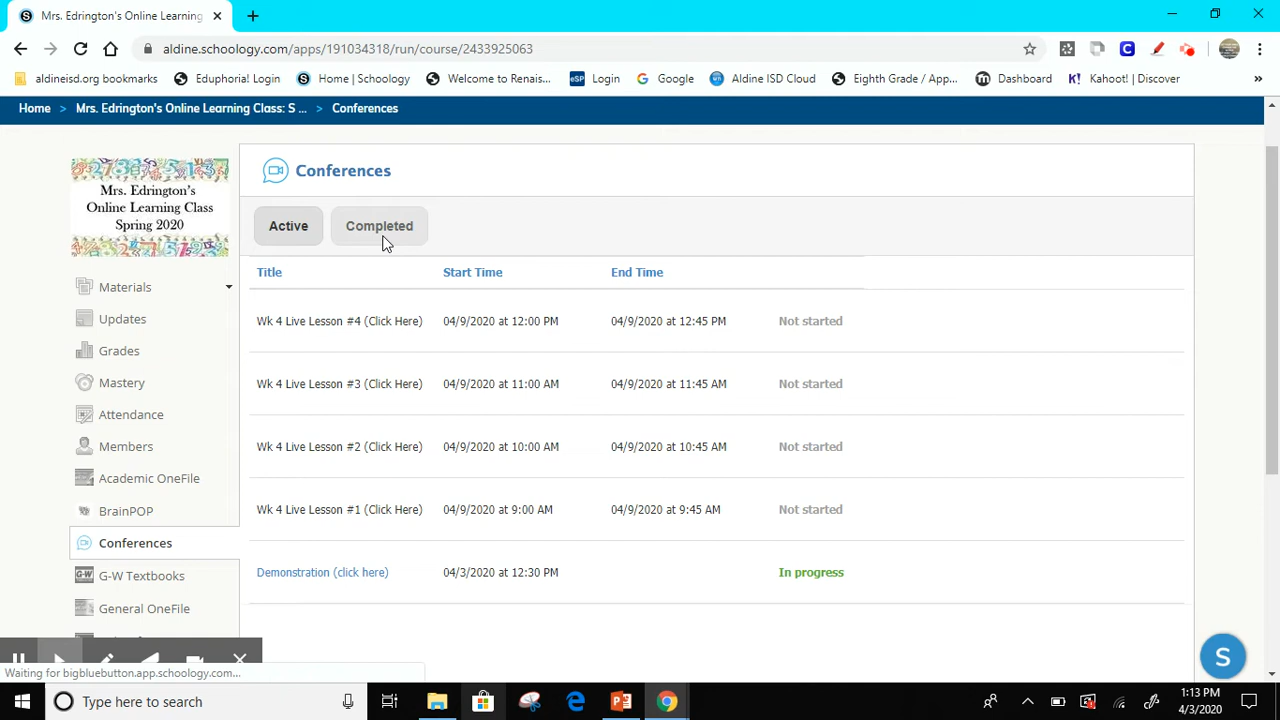 Mrs. Edrington's Online Learning
aldine.schoology.com/apps/191034318/run/course/2433925063
aldineisd.org bookmarks
Eduphoria! Login
Home | Schoology
Welcome to Renais...
eSP Login
Google
Aldine ISD Cloud
Eighth Grade / App...
Dashboard
K! Kahoot! | Discover
»
Home > Mrs. Edrington's Online Learning Class: S ... > Conferences
Mrs. Edrington's
Online Learning Class
Spring 2020
Conferences
Active Completed
Title Start Time End Time
Wk 4 Live Lesson #4 (Click Here) 04/9/2020 at 12:00 PM 04/9/2020 at 12:45 PM Not started
Wk 4 Live Lesson #3 (Click Here) 04/9/2020 at 11:00 AM 04/9/2020 at 11:45 AM Not started
Wk 4 Live Lesson #2 (Click Here) 04/9/2020 at 10:00 AM 04/9/2020 at 10:45 AM Not started
Wk 4 Live Lesson #1 (Click Here) 04/9/2020 at 9:00 AM 04/9/2020 at 9:45 AM Not started
Demonstration (click here) 04/3/2020 at 12:30 PM In progress
Materials
Updates
Grades
Mastery
Attendance
Members
Academic OneFile
BrainPOP
Conferences
G-W Textbooks
General OneFile
S
Waiting for bigbluebutton.app.schoology.com...
Type here to search
1:13 PM
4/3/2020